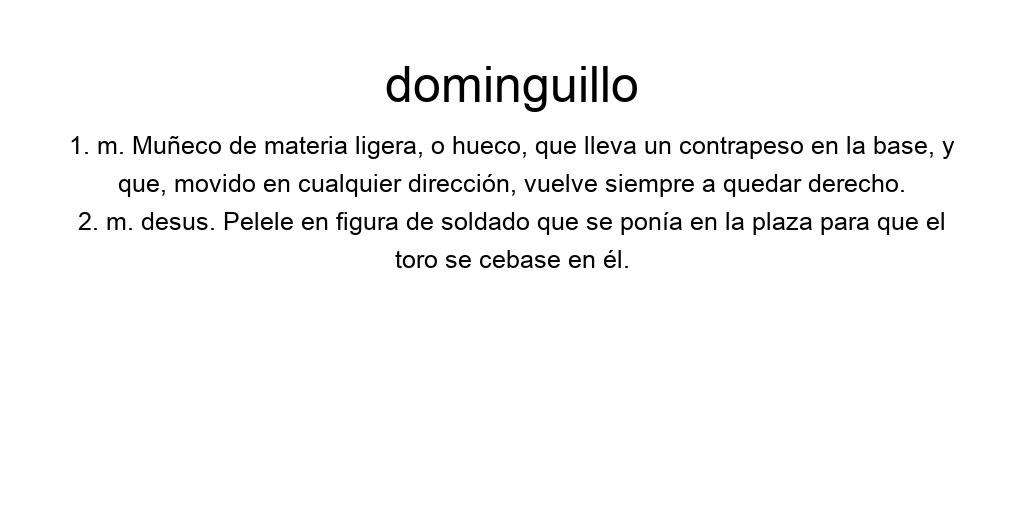 dominguillo
1. m. Muñeco de materia ligera, o hueco, que lleva un contrapeso en la base, y
que, movido en cualquier dirección, vuelve siempre a quedar derecho.
2. m. desus. Pelele en figura de soldado que se ponía en la plaza para que el
toro se cebase en él.